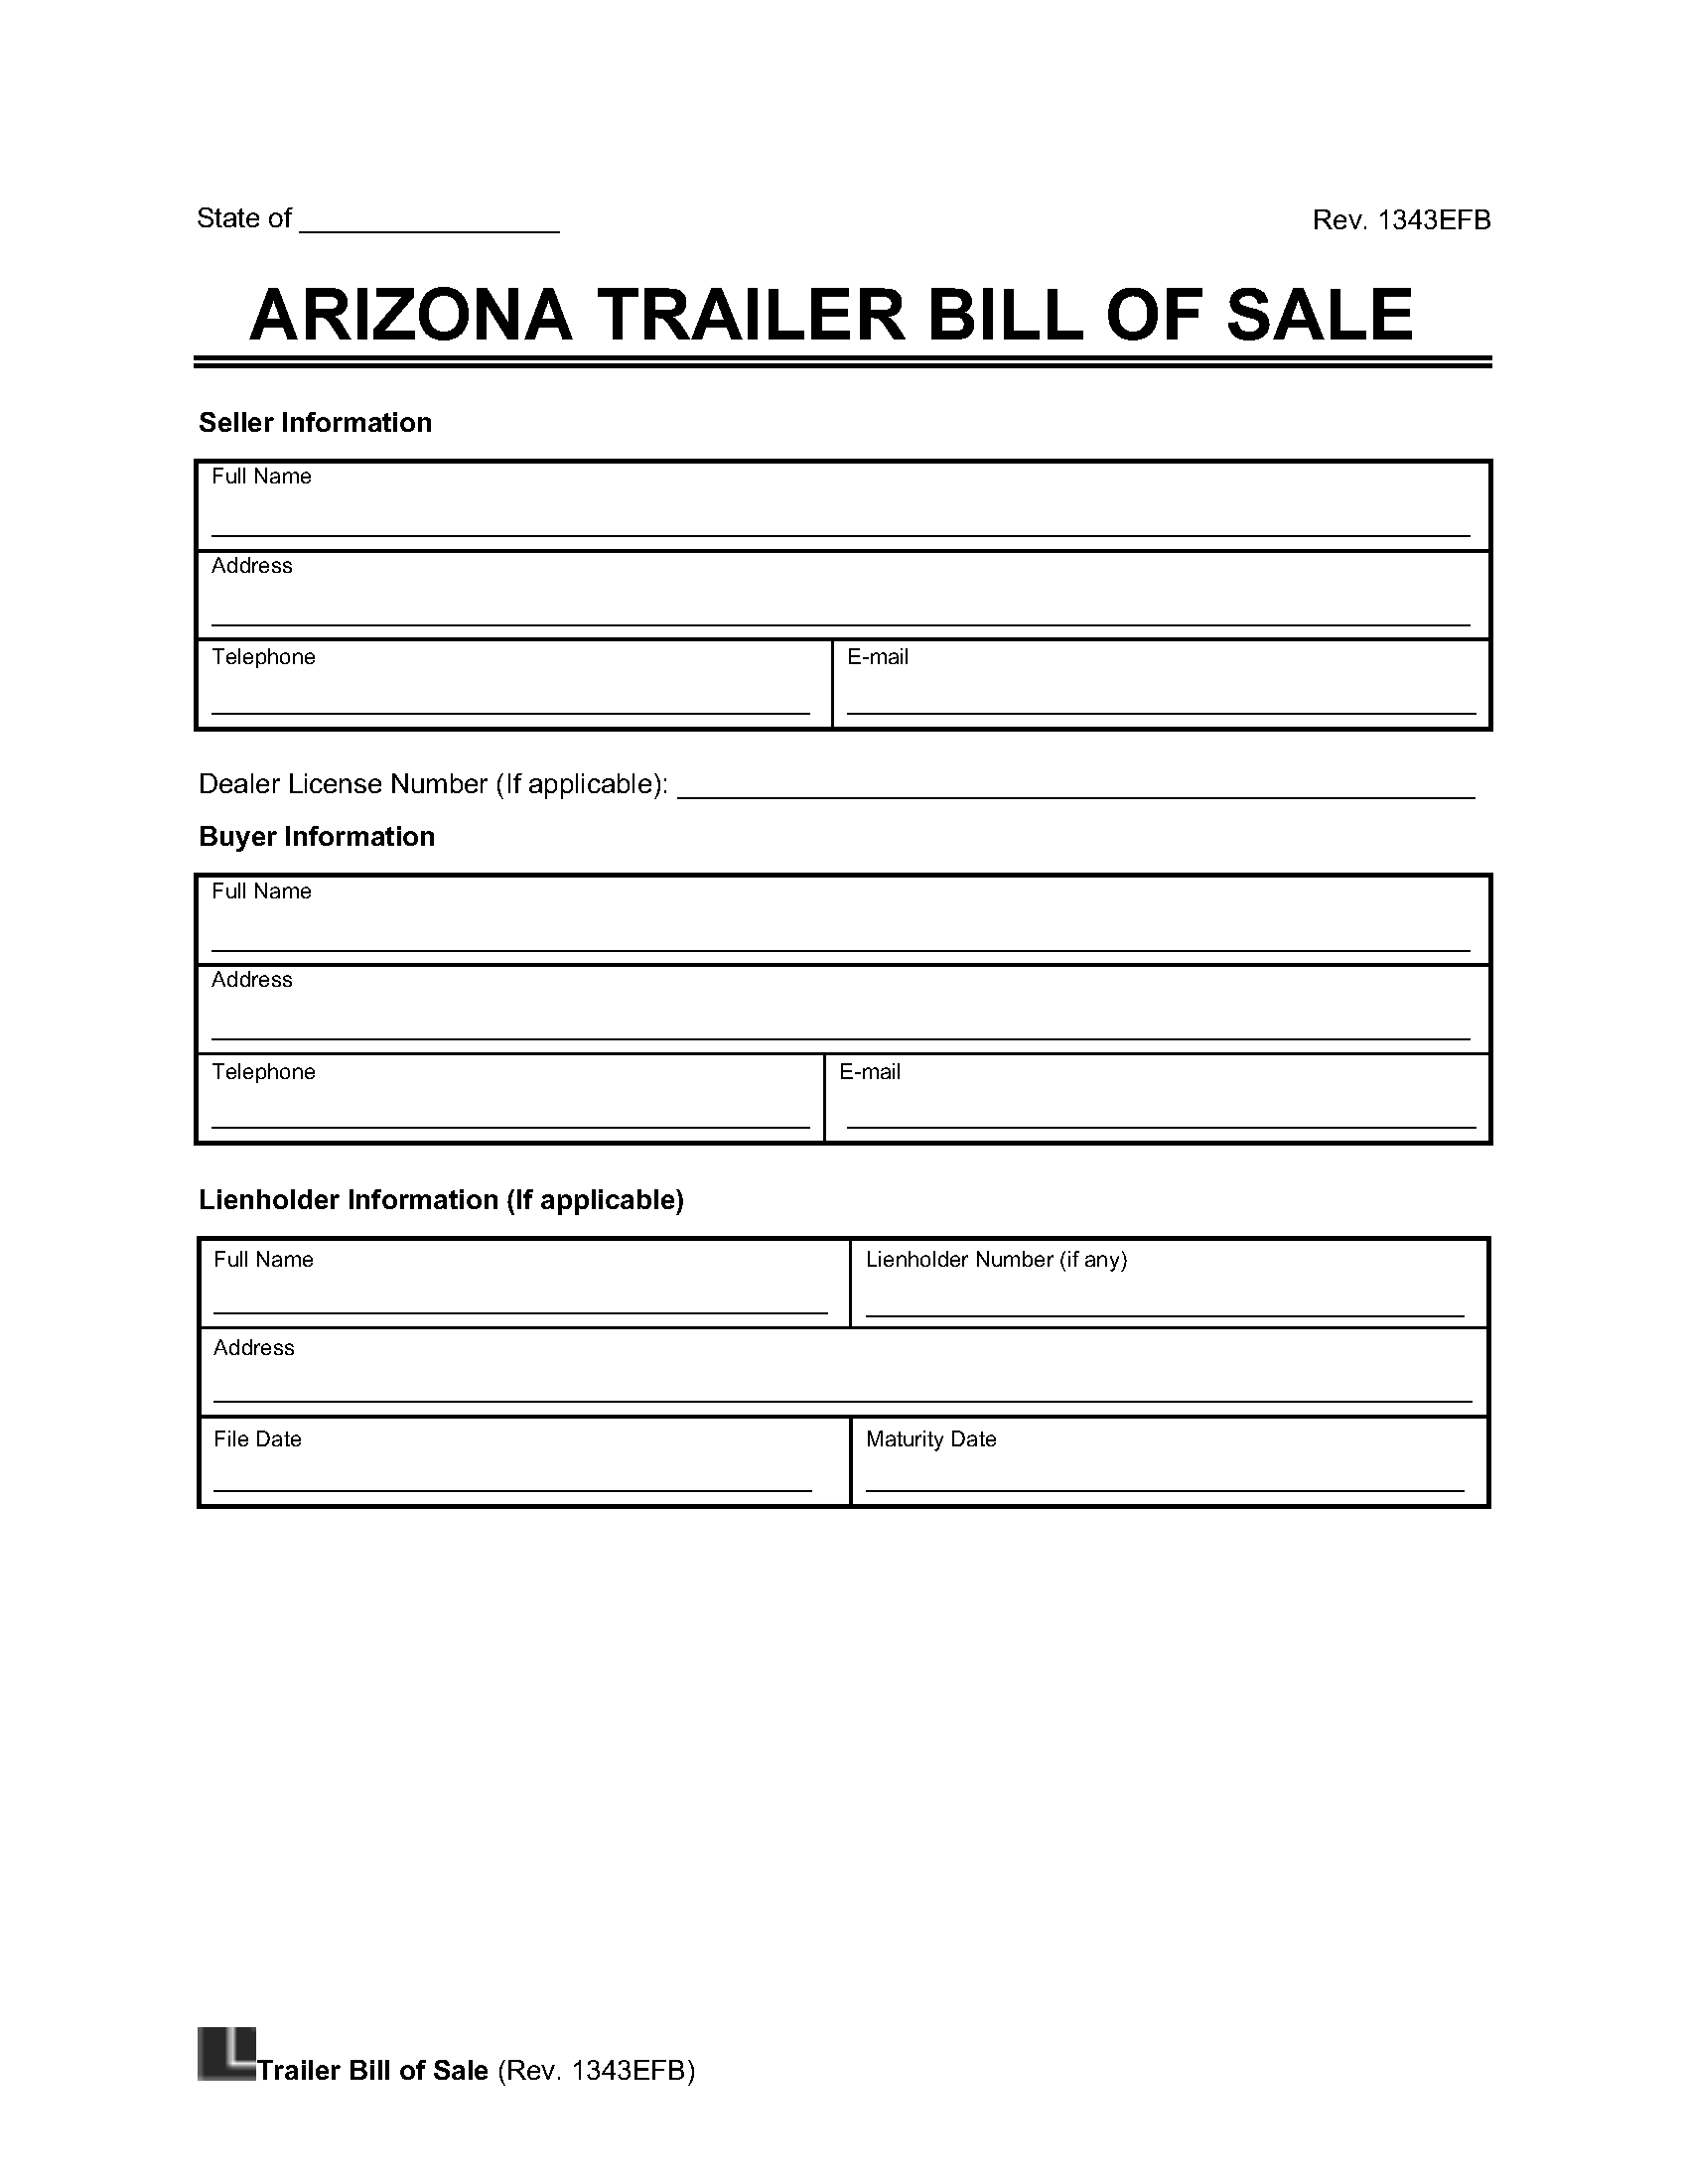 State of
Rev. 1343EFB
ARIZONA TRAILER BILL OF SALE
Seller Information
Full Name
Address
Telephone
E-mail
Dealer License Number (If applicable):
Buyer Information
Full Name
Address
Telephone
E-mail
Lienholder Information (If applicable)
Full Name
Lienholder Number (if any)
Address
File Date
Maturity Date
Trailer Bill of Sale (Rev. 1343EFB)